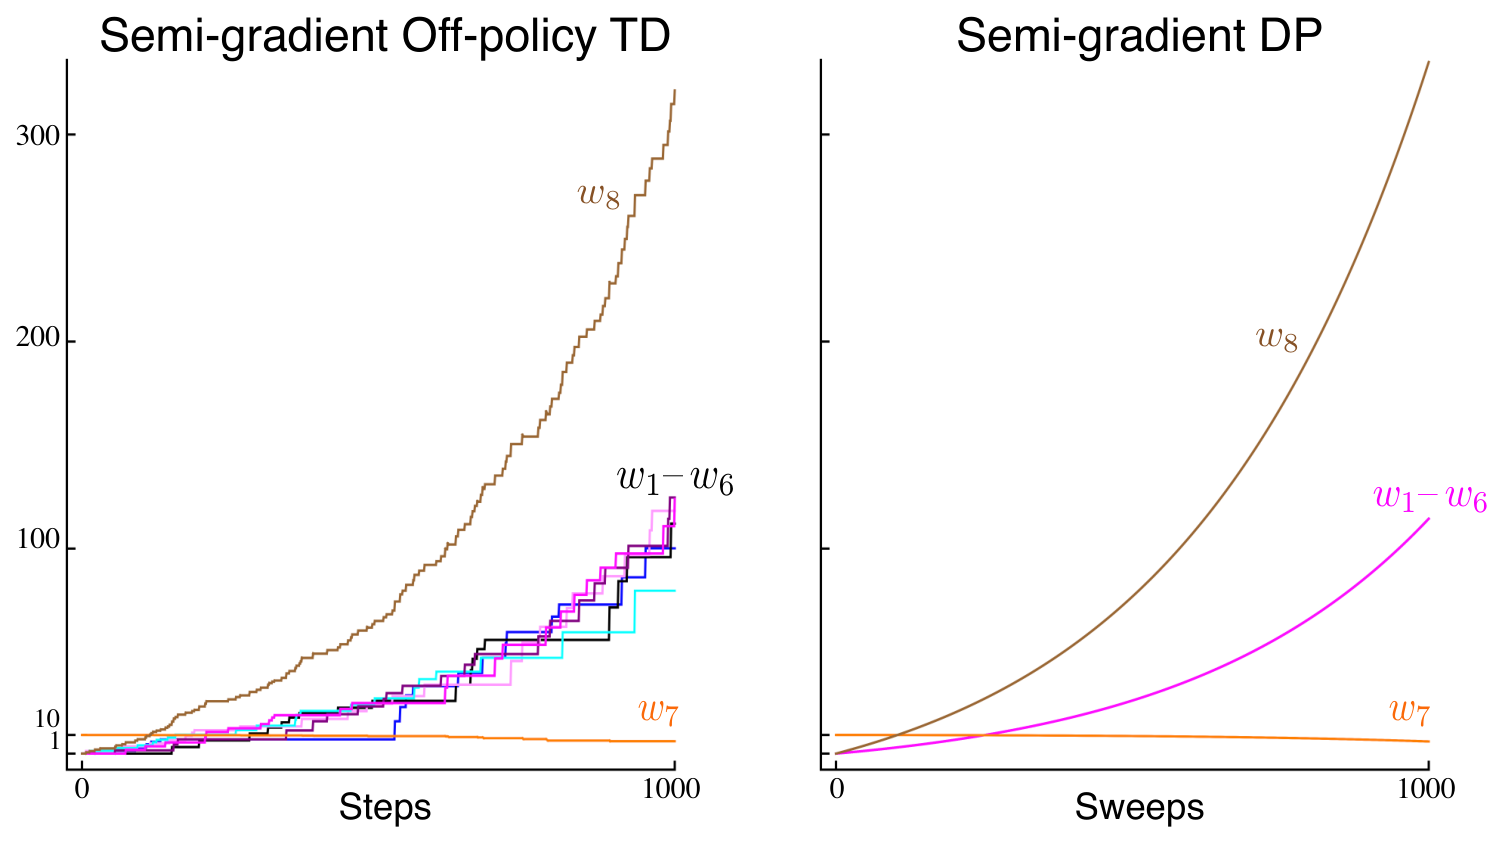 Semi-gradient Off-policy TD
300
200
100
10
1
w8
w1–w6
w7
0
1000
Steps
Semi-gradient DP
w8
w1–w6
w7
0
1000
Sweeps